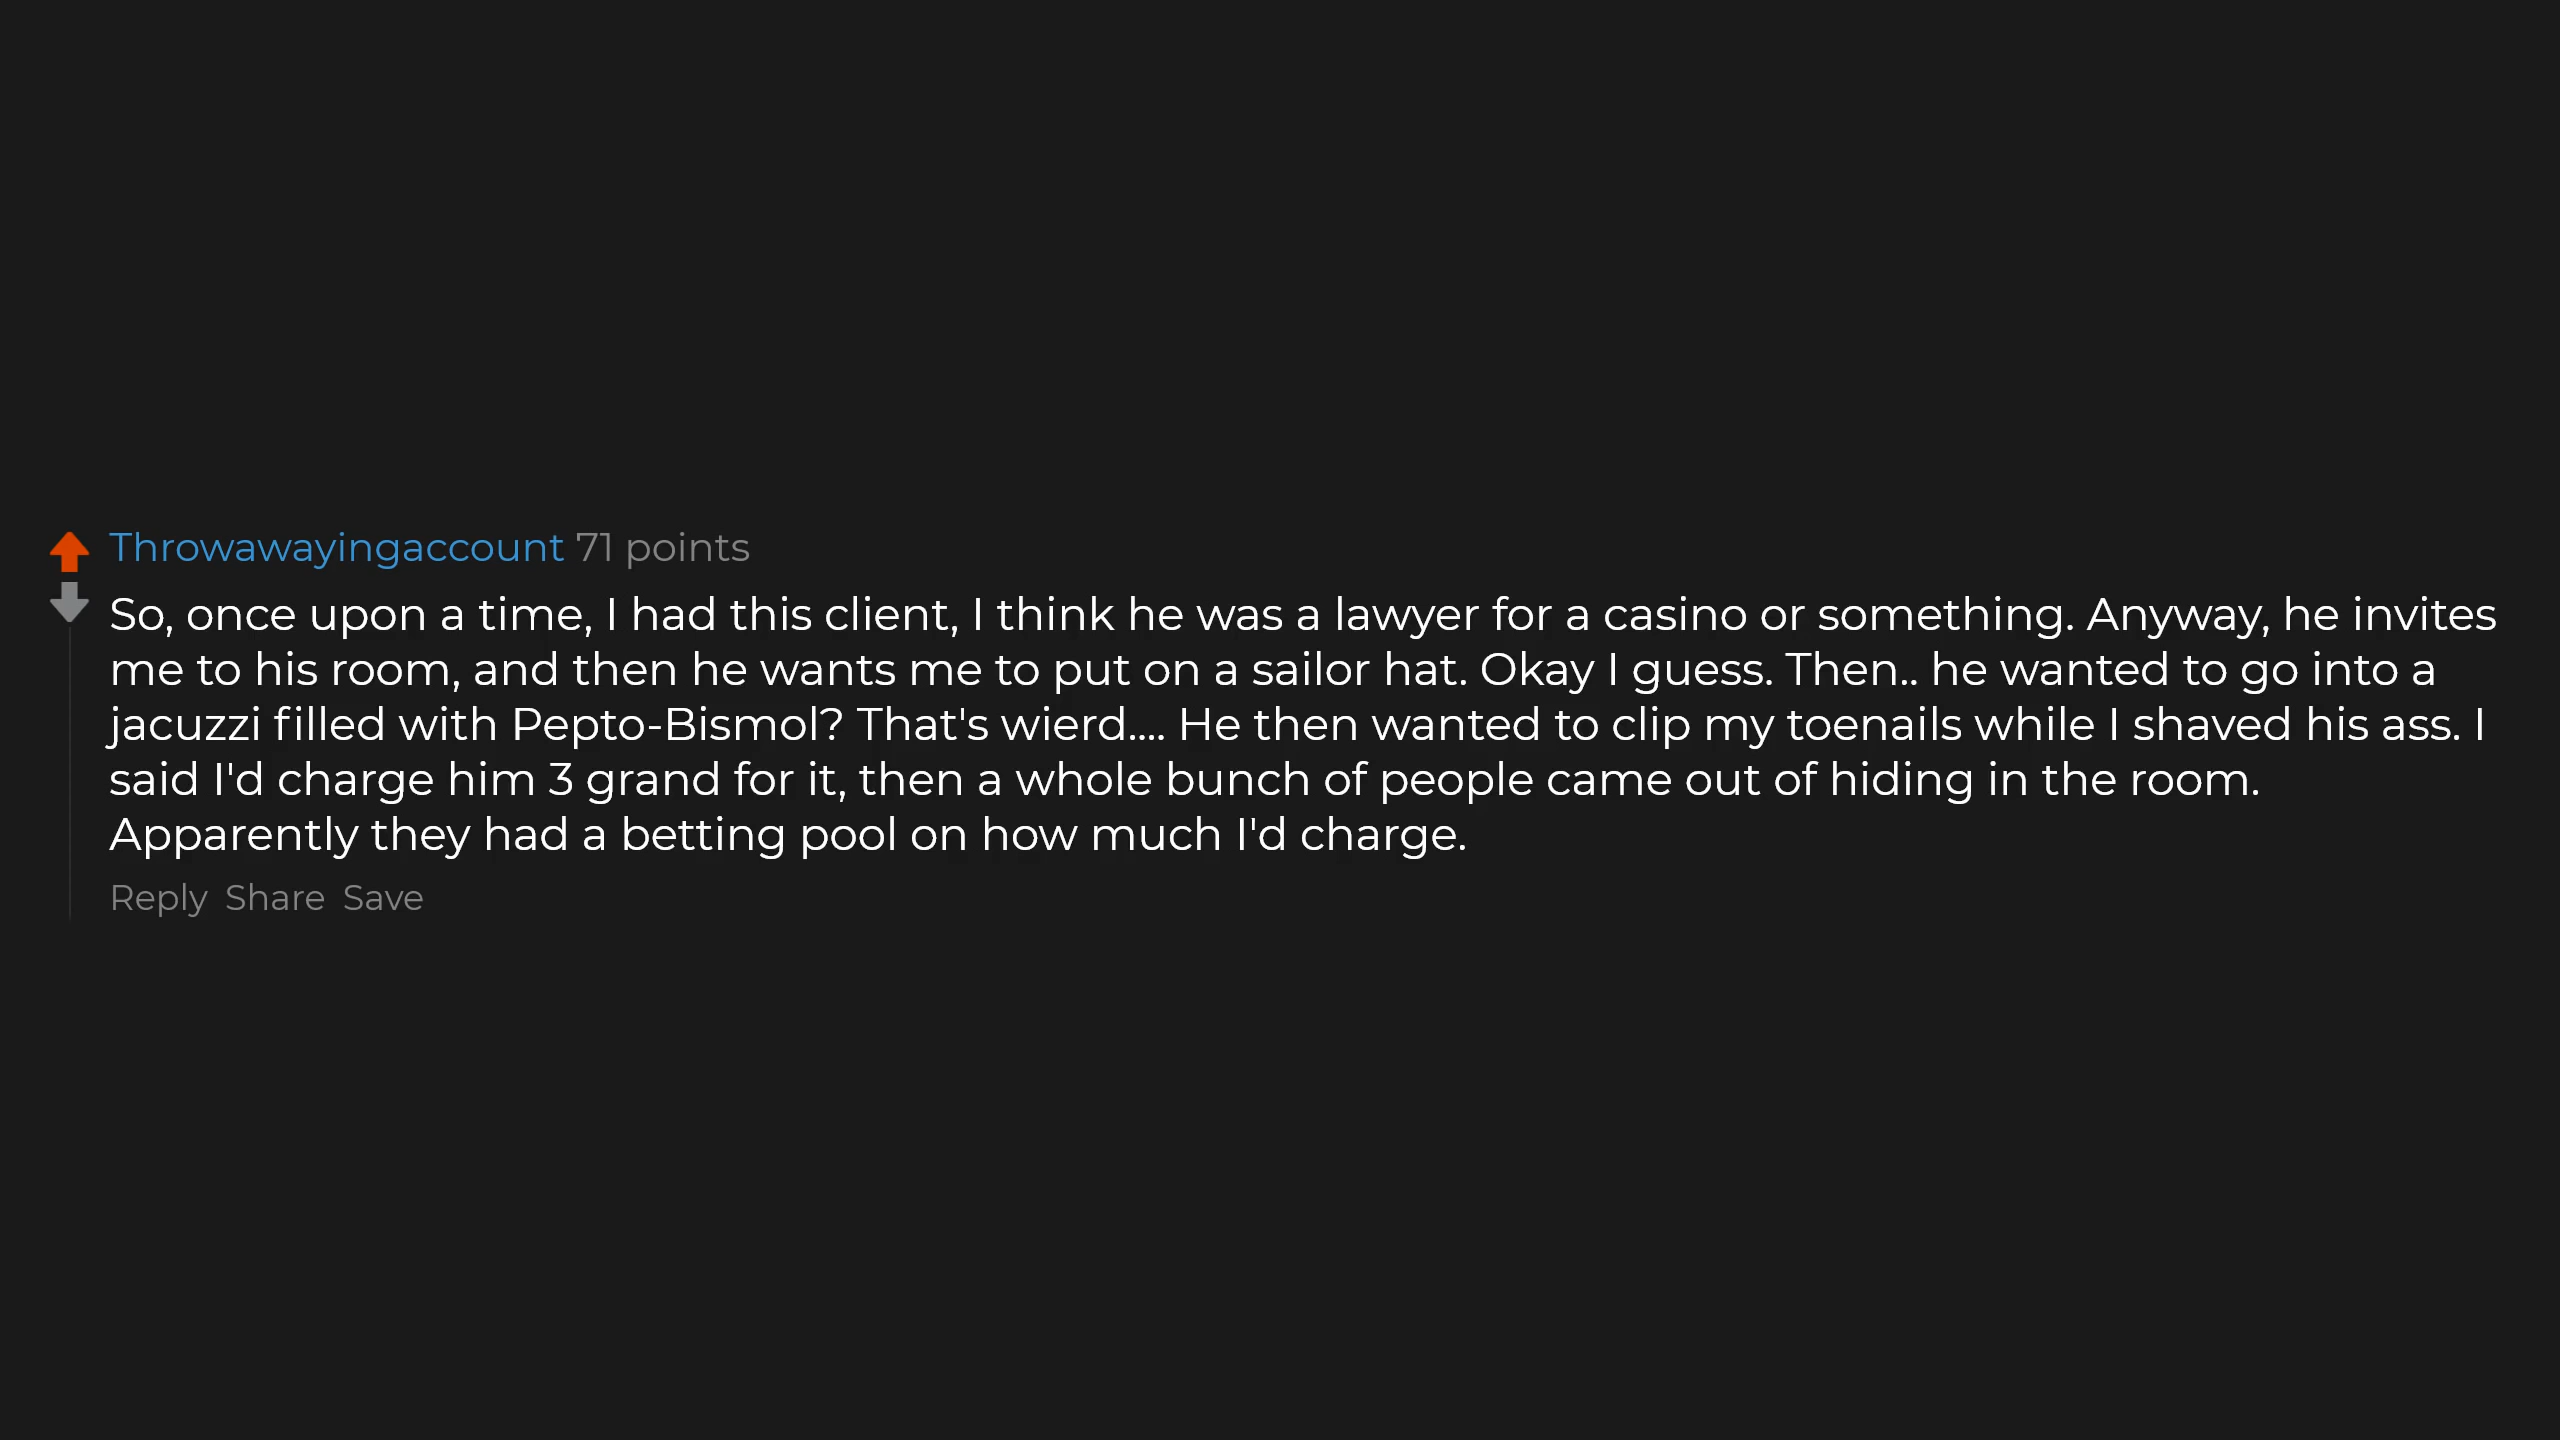 Throwawayingaccount 71 points
So, once upon a time, I had this client, I think he was a lawyer for a casino or something. Anyway, he invites
me to his room, and then he wants me to put on a sailor hat. Okay I guess. Then.. he wanted to go into a
jacuzzi filled with Pepto-Bismol? That's wierd.... He then wanted to clip my toenails while I shaved his ass. I
said I'd charge him 3 grand for it, then a whole bunch of people came out of hiding in the room.
Apparently they had a betting pool on how much I'd charge.
Reply Share Save